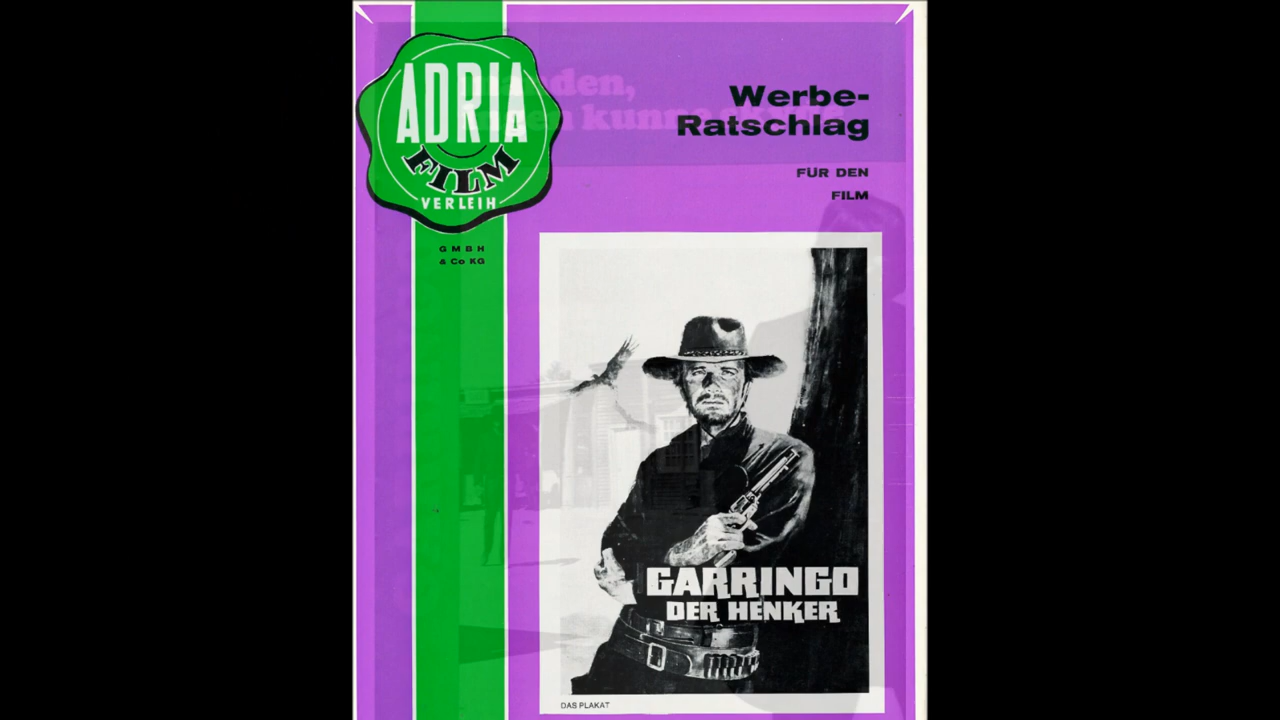 ADRIA
FILM
VERLEIH
GMBH
& Co KG
Werbe-
Ratschlag
FÜR DEN
FILM
GARRINGO
DER HENKER
DAS PLAKAT